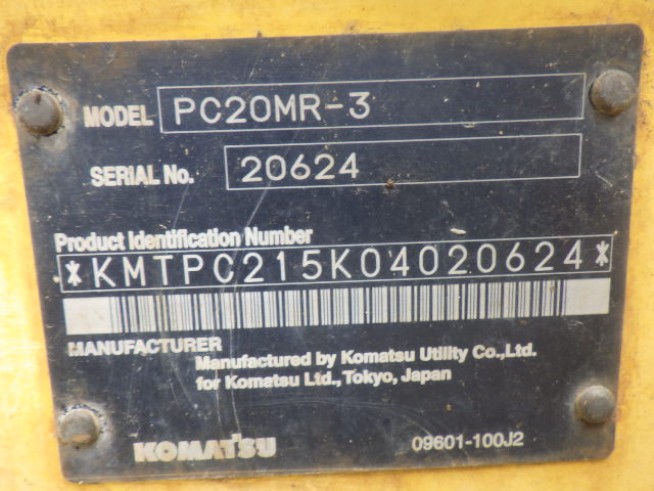 MODEL PC20MR-3
SERIAL No. 20624
Product Identification Number
*KMTPC215K04020624*
MANUFACTURER
Manufactured by Komatsu Utility Co.,Ltd.
for Komatsu Ltd., Tokyo, Japan
KOMATSU 09601-100J2